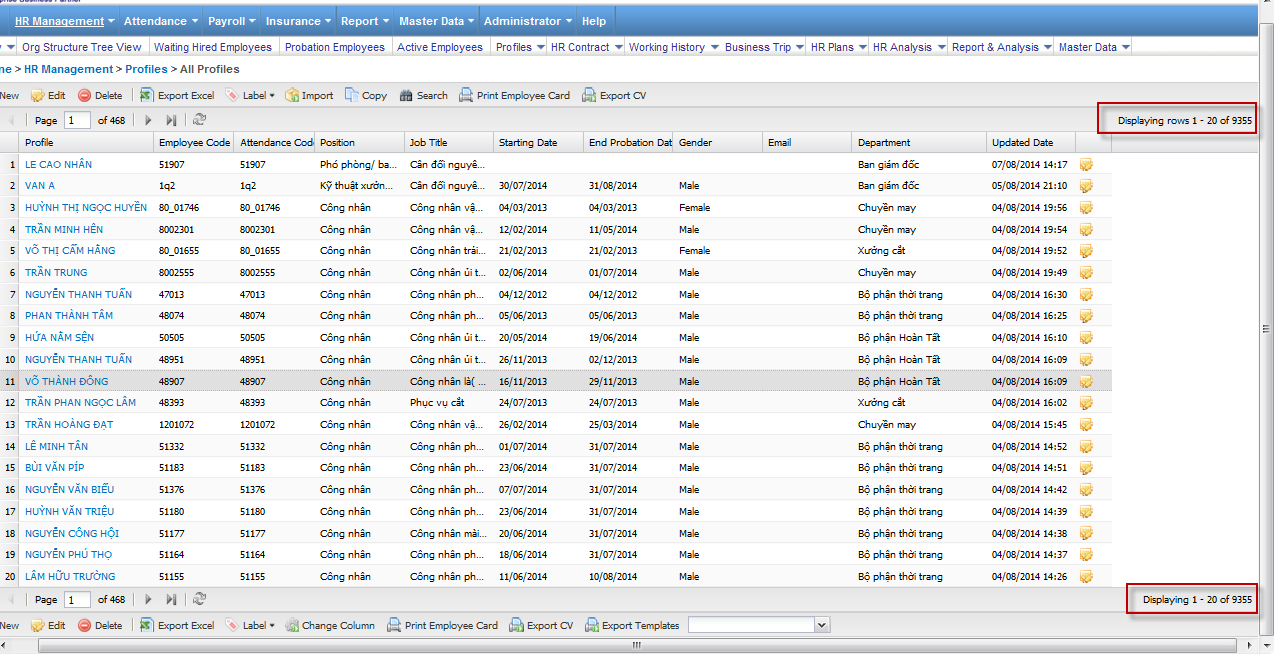 HR Management Attendance Payroll Insurance Report Master Data Administrator Help
Org Structure Tree View Waiting Hired Employees Probation Employees Active Employees Profiles HR Contract Working History Business Trip HR Plans HR Analysis Report & Analysis Master Data
> HR Management > Profiles > All Profiles
New Edit Delete Export Excel Label Import Copy Search Print Employee Card Export CV
Page 1 of 468 Displaying rows 1 - 20 of 9355
Profile Employee Code Attendance Code Position Job Title Starting Date End Probation Dat Gender Email Department Updated Date
1 LE CAO NHÂN 51907 51907 Phó phòng/ ba... Cân đối nguyê... Ban giám đốc 07/08/2014 14:17
2 VAN A 1q2 1q2 Kỹ thuật xưởn... Cân đối nguyê... 30/07/2014 31/08/2014 Male Ban giám đốc 05/08/2014 21:10
3 HUỲNH THỊ NGỌC HUYỀN 80_01746 80_01746 Công nhân Công nhân vậ... 04/03/2013 04/03/2013 Female Chuyền may 04/08/2014 19:56
4 TRẦN MINH HÊN 8002301 8002301 Công nhân Công nhân vậ... 12/02/2014 11/05/2014 Male Chuyền may 04/08/2014 19:54
5 VÕ THỊ CẨM HẰNG 80_01655 80_01655 Công nhân Công nhân trải... 21/02/2013 21/02/2013 Female Xưởng cắt 04/08/2014 19:52
6 TRẦN TRUNG 8002555 8002555 Công nhân Công nhân ủi t... 02/06/2014 01/07/2014 Male Chuyền may 04/08/2014 19:49
7 NGUYỄN THANH TUẤN 47013 47013 Công nhân Công nhân ph... 04/12/2012 04/12/2012 Male Bộ phận thời trang 04/08/2014 16:30
8 PHAN THÀNH TÂM 48074 48074 Công nhân Công nhân ph... 05/06/2013 05/06/2013 Male Bộ phận thời trang 04/08/2014 16:25
9 HỨA NẰM SỆN 50505 50505 Công nhân Công nhân ủi t... 20/05/2014 19/06/2014 Male Bộ phận Hoàn Tất 04/08/2014 16:10
10 NGUYỄN THANH TUẤN 48951 48951 Công nhân Công nhân ủi t... 26/11/2013 02/12/2013 Male Bộ phận Hoàn Tất 04/08/2014 16:09
11 VÕ THÀNH ĐÔNG 48907 48907 Công nhân Công nhân là( ... 16/11/2013 29/11/2013 Male Bộ phận Hoàn Tất 04/08/2014 16:09
12 TRẦN PHAN NGỌC LÂM 48393 48393 Công nhân Phục vụ cắt 24/07/2013 24/07/2013 Male Xưởng cắt 04/08/2014 16:02
13 TRẦN HOÀNG ĐẠT 1201072 1201072 Công nhân Công nhân vậ... 26/02/2014 25/03/2014 Male Chuyền may 04/08/2014 15:45
14 LÊ MINH TÂN 51332 51332 Công nhân Công nhân ph... 01/07/2014 31/07/2014 Male Bộ phận thời trang 04/08/2014 14:52
15 BÙI VĂN PÍP 51183 51183 Công nhân Công nhân ph... 23/06/2014 31/07/2014 Male Bộ phận thời trang 04/08/2014 14:51
16 NGUYỄN VĂN BIỂU 51376 51376 Công nhân Công nhân ph... 07/07/2014 31/07/2014 Male Bộ phận thời trang 04/08/2014 14:42
17 HUỲNH VĂN TRIỆU 51180 51180 Công nhân Công nhân ph... 23/06/2014 31/07/2014 Male Bộ phận thời trang 04/08/2014 14:39
18 NGUYỄN CÔNG HỘI 51177 51177 Công nhân Công nhân mài... 20/06/2014 31/07/2014 Male Bộ phận thời trang 04/08/2014 14:38
19 NGUYỄN PHÚ THỌ 51164 51164 Công nhân Công nhân ph... 18/06/2014 31/07/2014 Male Bộ phận thời trang 04/08/2014 14:37
20 LÂM HỮU TRƯỜNG 51155 51155 Công nhân Công nhân ph... 11/06/2014 10/08/2014 Male Bộ phận thời trang 04/08/2014 14:26
Page 1 of 468 Displaying 1 - 20 of 9355
New Edit Delete Export Excel Label Change Column Print Employee Card Export CV Export Templates